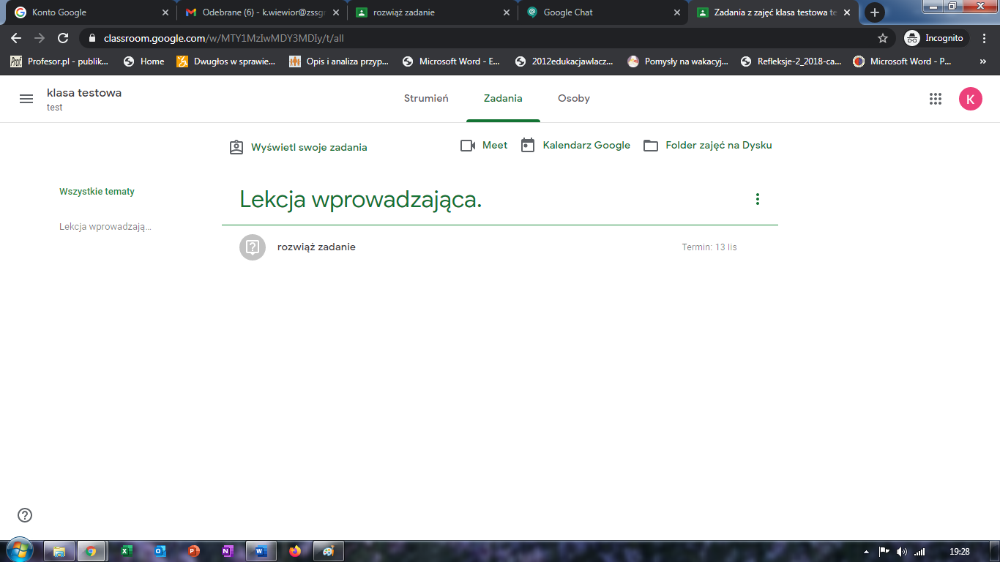 Konto Google
Odebrane (6) - k.wiewior@zssgr
rozwiąż zadanie
Google Chat
Zadania z zajęć klasa testowa te
classroom.google.com/w/MTY1MzIwMDY3MDIy/t/all
Incognito
Prof
Profesor.pl - publik...
Home
Dwugłos w sprawie...
Opis i analiza przyp...
Microsoft Word - E...
2012edukacjawlacz...
Pomysły na wakacyj...
Refleksje-2_2018-ca...
Microsoft Word - P...
»
klasa testowa
test
Strumień
Zadania
Osoby
K
Wyświetl swoje zadania
Meet
Kalendarz Google
Folder zajęć na Dysku
Wszystkie tematy
Lekcja wprowadzają...
Lekcja wprowadzająca.
rozwiąż zadanie
Termin: 13 lis
19:28